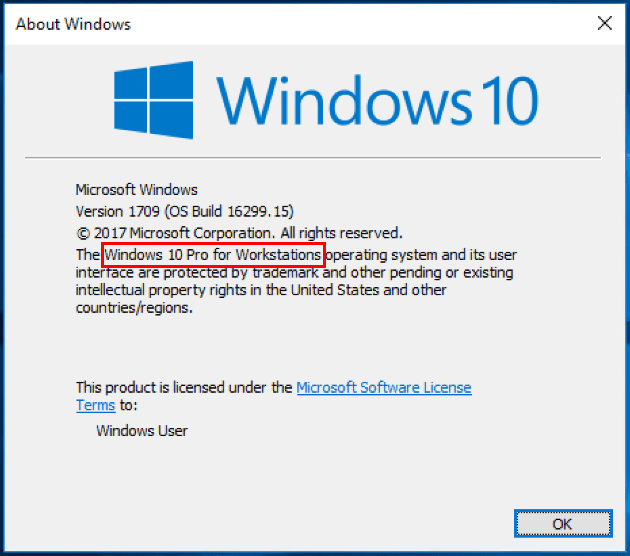 About Windows
Windows 10
Microsoft Windows
Version 1709 (OS Build 16299.15)
© 2017 Microsoft Corporation. All rights reserved.
The Windows 10 Pro for Workstations operating system and its user
interface are protected by trademark and other pending or existing
intellectual property rights in the United States and other
countries/regions.
This product is licensed under the Microsoft Software License
Terms to:
Windows User
OK